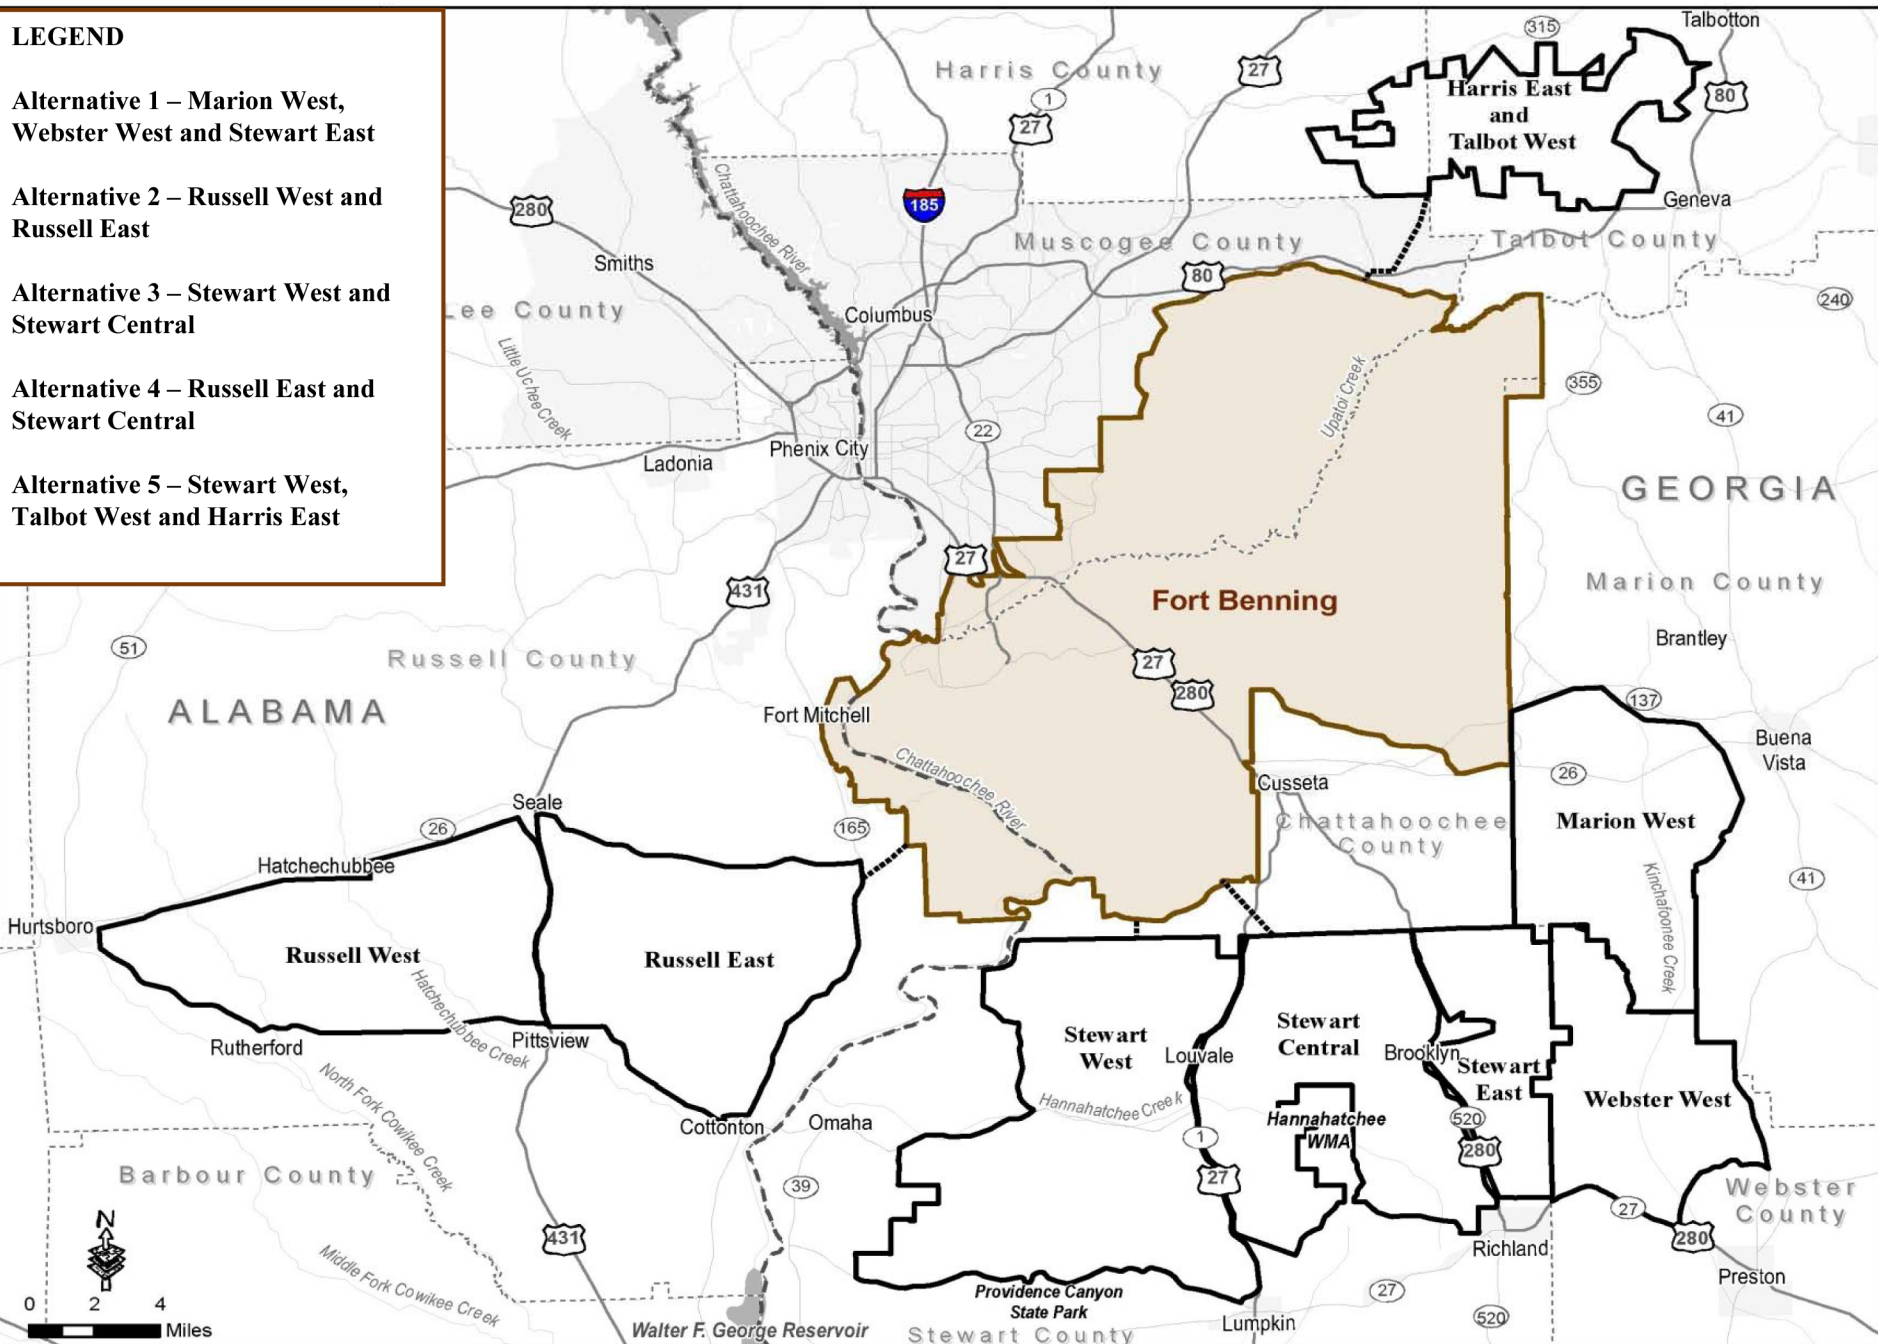 LEGEND
Alternative 1 – Marion West,
Webster West and Stewart East
Alternative 2 – Russell West and
Russell East
Alternative 3 – Stewart West and
Stewart Central
Alternative 4 – Russell East and
Stewart Central
Alternative 5 – Stewart West,
Talbot West and Harris East
Talbotton
315
Harris County
27
1
27
80
Harris East
and
Talbot West
Chattahoochee River
185
280
Geneva
Muscogee County
Talbot County
Smiths
80
240
Lee County
Columbus
Little Uchee Creek
Upatoi Creek
355
41
22
Phenix City
Ladonia
GEORGIA
27
431
Fort Benning
Marion County
Brantley
51
Russell County
27
280
137
ALABAMA
Fort Mitchell
Buena
Vista
Chattahoochee River
26
Cusseta
Seale
26
165
Chattahoochee
County
Marion West
Hatchechubbee
Kinchafoonee Creek
41
Hurtsboro
Russell West
Russell East
Hatchechubbee Creek
Stewart
West
Stewart
Central
Louvale
Brooklyn
Stewart
East
Rutherford
Pittsview
North Fork Cowikee Creek
Hannahatchee Creek
Webster West
Cottonton
Omaha
Hannahatchee
WMA
520
1
280
Barbour County
39
27
Webster
County
27
N
431
280
Richland
Middle Fork Cowikee Creek
Preston
Providence Canyon
State Park
27
0 2 4
Miles
Walter F. George Reservoir
Stewart County
Lumpkin
520